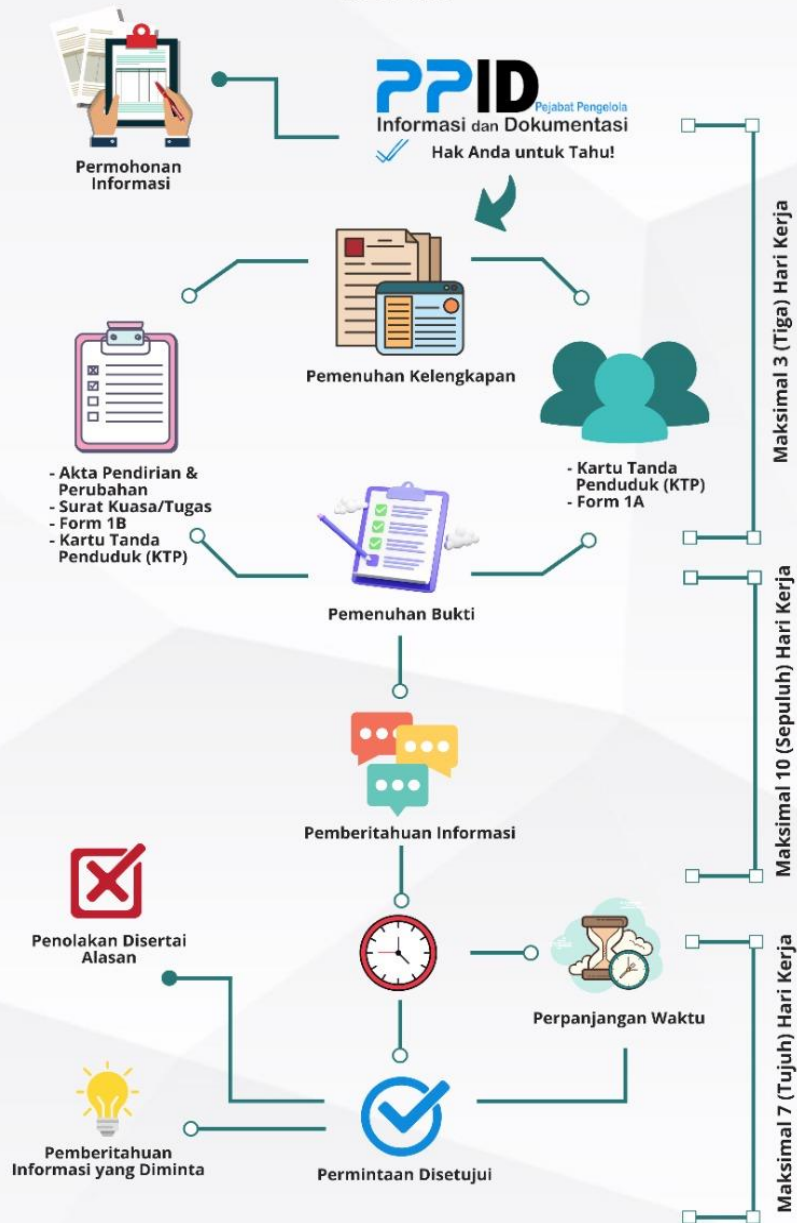 PPID
Pejabat Pengelola
Informasi dan Dokumentasi
Hak Anda untuk Tahu!
Permohonan
Informasi
Pemenuhan Kelengkapan
- Akta Pendirian &
Perubahan
- Surat Kuasa/Tugas
- Form 1B
- Kartu Tanda
Penduduk (KTP)
- Kartu Tanda
Penduduk (KTP)
- Form 1A
Maksimal 3 (Tiga) Hari Kerja
Pemenuhan Bukti
Pemberitahuan Informasi
Maksimal 10 (Sepuluh) Hari Kerja
Penolakan Disertai
Alasan
Perpanjangan Waktu
Pemberitahuan
Informasi yang Diminta
Permintaan Disetujui
Maksimal 7 (Tujuh) Hari Kerja